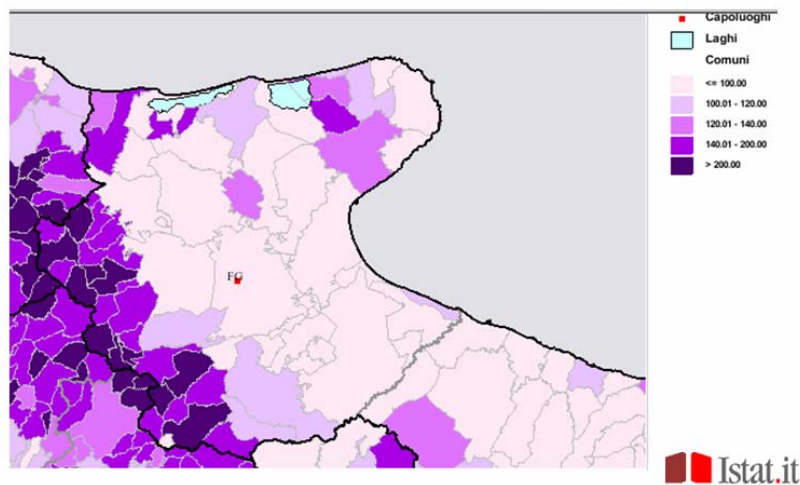 Capoluoghi
Laghi
Comuni
<= 100.00
100.01 - 120.00
120.01 - 140.00
140.01 - 200.00
> 200.00
FG
Istat.it